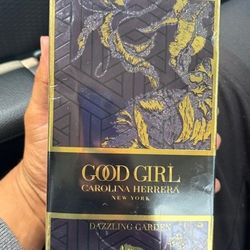 GOOD GIRL
CAROLINA HERRERA
NEW YORK
DAZZLING GARDEN